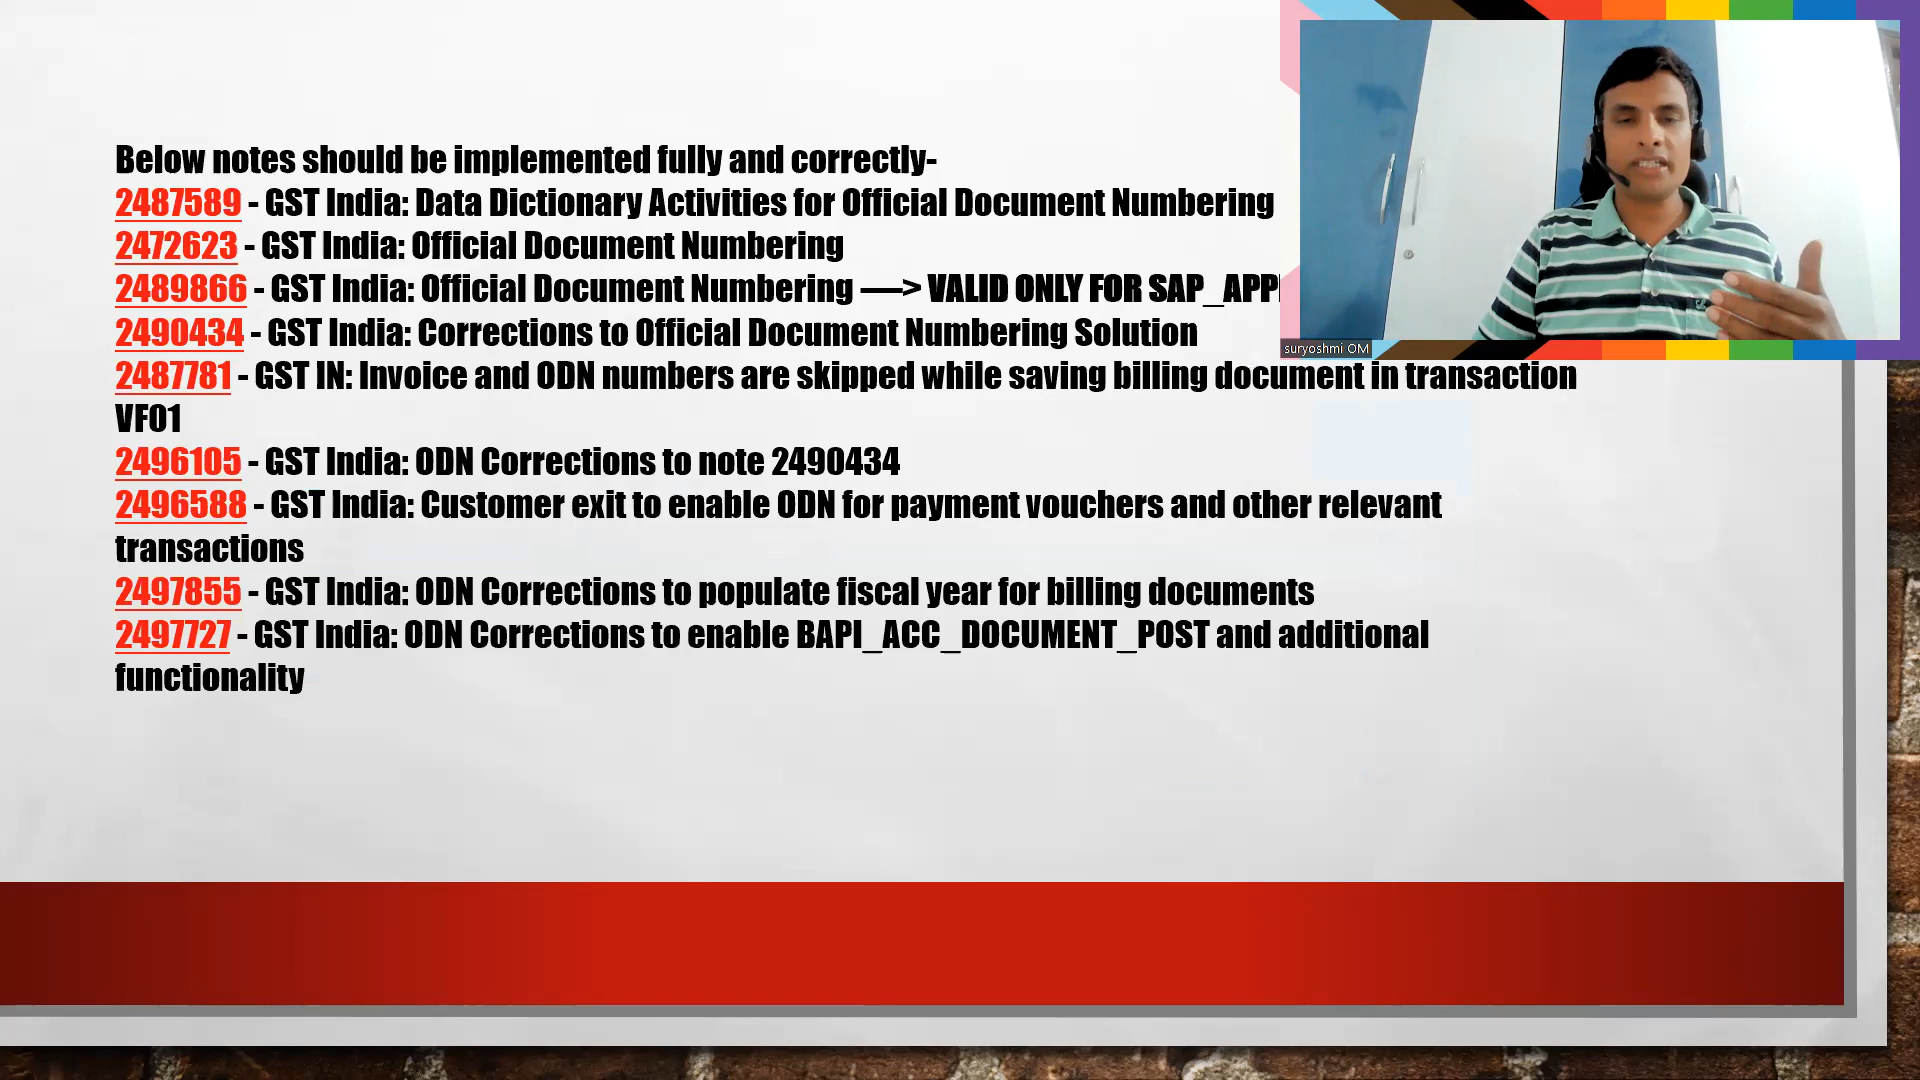 Below notes should be implemented fully and correctly-
2487589 - GST India: Data Dictionary Activities for Official Document Numbering
2472623 - GST India: Official Document Numbering
2489866 - GST India: Official Document Numbering —–> VALID ONLY FOR
2490434 - GST India: Corrections to Official Document Numbering Solution
2487781 - GST IN: Invoice and ODN numbers are skipped while saving billing document in transaction
VF01
2496105 - GST India: ODN Corrections to note 2490434
2496588 - GST India: Customer exit to enable ODN for payment vouchers and other relevant
transactions
2497855 - GST India: ODN Corrections to populate fiscal year for billing documents
2497727 - GST India: ODN Corrections to enable BAPI_ACC_DOCUMENT_POST and additional
functionality
suryoshmi OM